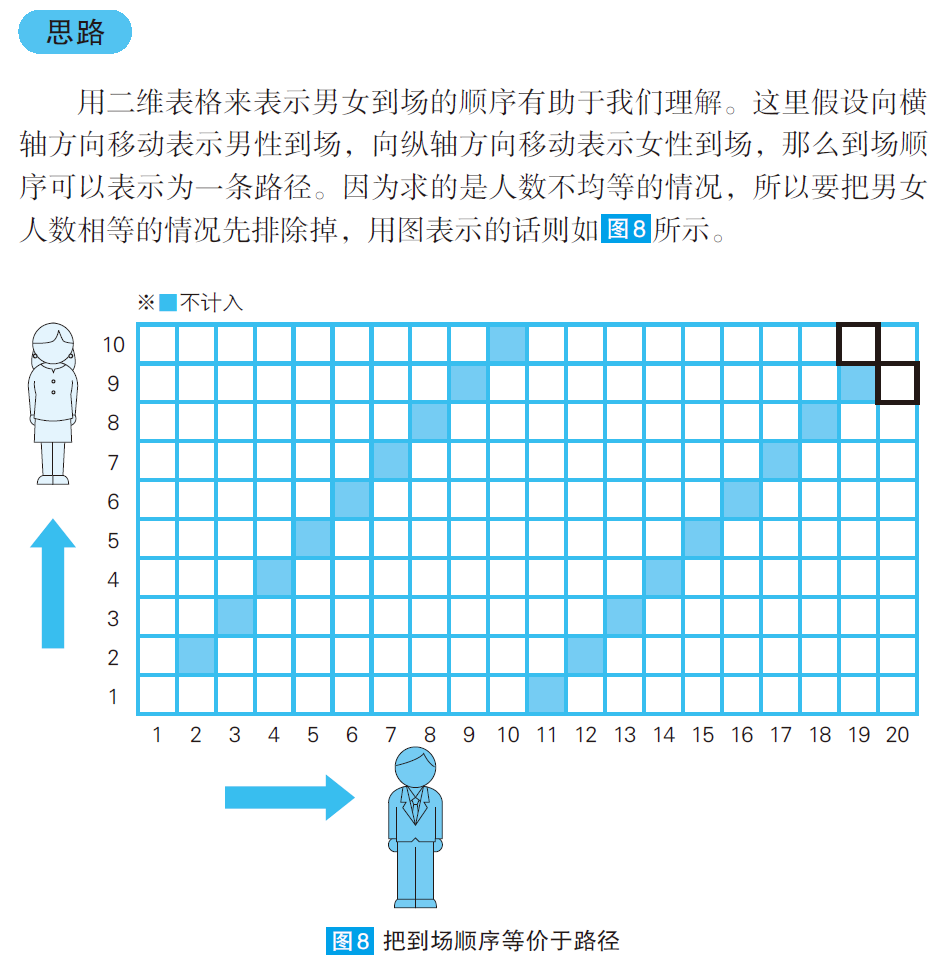 思路
用二维表格来表示男女到场的顺序有助于我们理解。这里假设向横
轴方向移动表示男性到场，向纵轴方向移动表示女性到场，那么到场顺
序可以表示为一条路径。因为求的是人数不均等的情况，所以要把男女
人数相等的情况先排除掉，用图表示的话则如图8所示。
※■不计入
10
9
8
7
6
5
4
3
2
1
1 2 3 4 5 6 7 8 9 10 11 12 13 14 15 16 17 18 19 20
图8 把到场顺序等价于路径